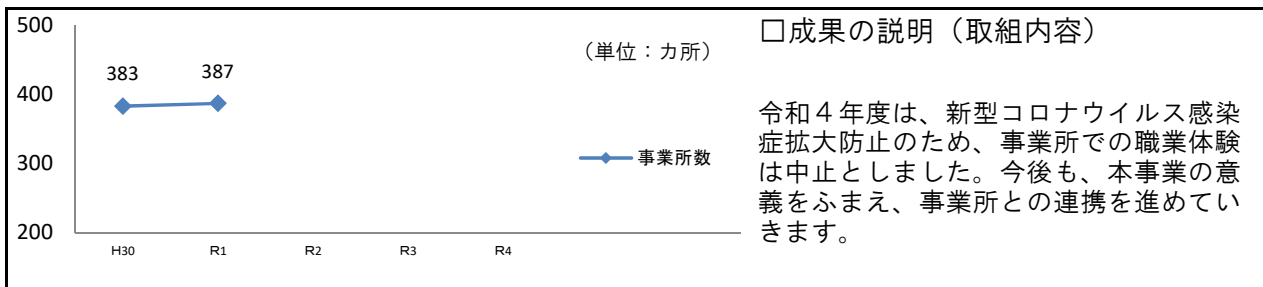 500
400
300
200
383
387
（単位：カ所）
事業所数
H30
R1
R2
R3
R4
□成果の説明（取組内容）
令和４年度は、新型コロナウイルス感染
症拡大防止のため、事業所での職業体験
は中止としました。今後も、本事業の意
義をふまえ、事業所との連携を進めてい
きます。